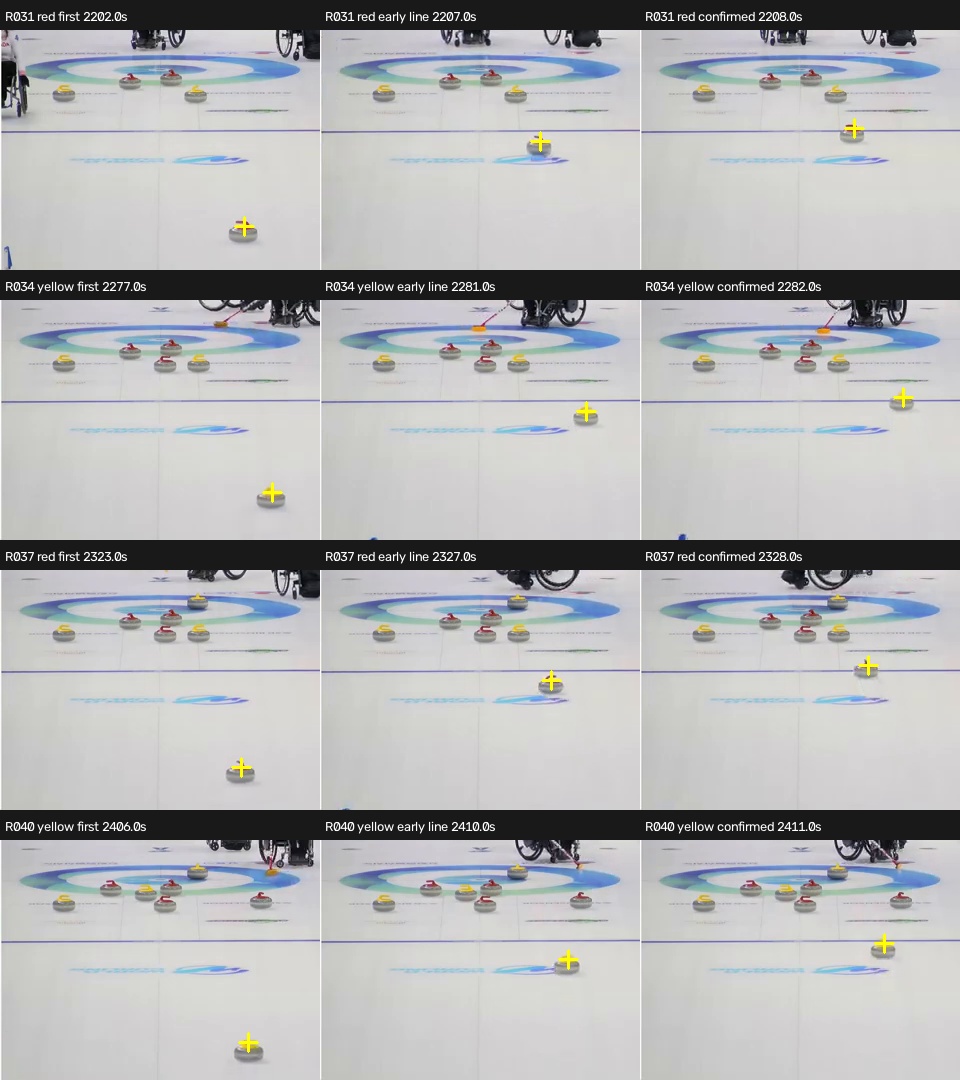 R031 red first 2202.0s
R031 red early line 2207.0s
R031 red confirmed 2208.0s
R034 yellow first 2277.0s
R034 yellow early line 2281.0s
R034 yellow confirmed 2282.0s
R037 red first 2323.0s
R037 red early line 2327.0s
R037 red confirmed 2328.0s
R040 yellow first 2406.0s
R040 yellow early line 2410.0s
R040 yellow confirmed 2411.0s